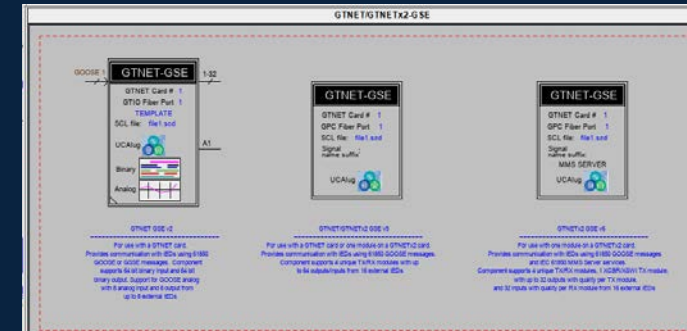 GTNET/GTNETx2-GSE
GOOSE 1
GTNET-GSE
1-32
GTNET Card # 1
GTIO Fiber Port 1
TEMPLATE
SCL file: file1.scd
UCAIug
A1
Binary
Analog
GTNET GSE v2
For use with a GTNET card.
Provides communication with IEDs using 61850
GOOSE or GSSE messages. Component
supports 64 bit binary input and 64 bit
binary output. Support for GOOSE analog
with 8 analog input and 8 output from
up to 8 external IEDs
GTNET-GSE
GTNET Card # 1
GPC Fiber Port 1
SCL file: file1.scd
Signal
name suffix:
UCAIug
GTNET/GTNETx2 GSE v5
For use with a GTNET card or one module on a GTNETx2 card.
Provides communication with IEDs using 61850 GOOSE messages.
Component supports 4 unique TX/RX modules with up
to 64 outputs/inputs from 16 external IEDs
GTNET-GSE
GTNET Card # 1
GPC Fiber Port 1
SCL file: file1.scd
Signal
name suffix:
MMS SERVER
UCAIug
GTNETx2 GSE v6
For use with one module on a GTNETx2 card.
Provides communication with IEDs using 61850 GOOSE messages
and IEC 61850 MMS Server services.
Component supports 4 unique TX/RX modules, 1 XCBR/XSWI TX module,
with up to 32 outputs with quality per TX module,
and 32 inputs with quality per RX module from 16 external IEDs